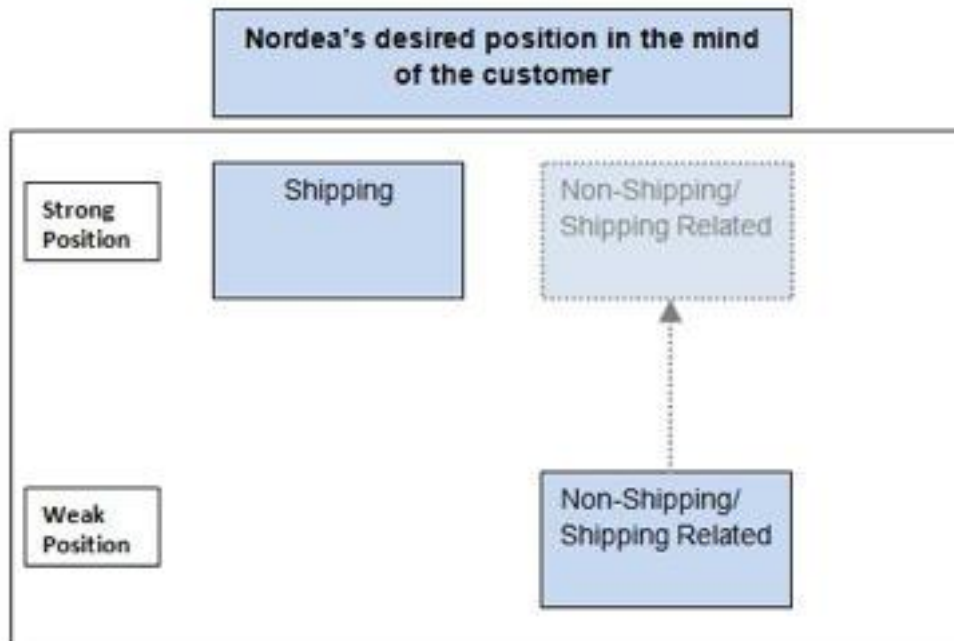 Nordea's desired position in the mind
of the customer
Strong
Position
Shipping
Non-Shipping/
Shipping Related
Weak
Position
Non-Shipping/
Shipping Related